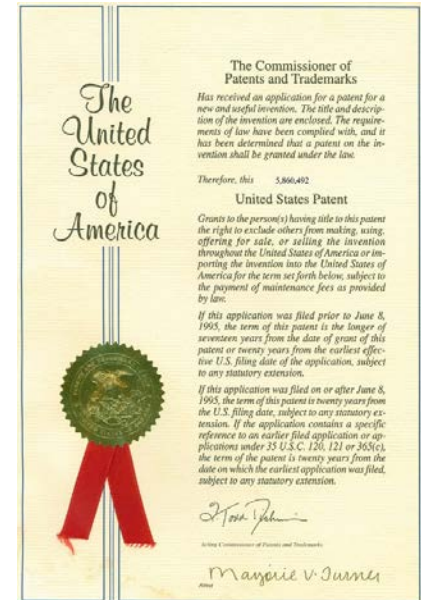 The
United
States
of
America
The Commissioner of
Patents and Trademarks
Has received an application for a patent for a
new and useful invention. The title and descrip-
tion of the invention are enclosed. The require-
ments of law have been complied with, and it
has been determined that a patent on the in-
vention shall be granted under the law.
Therefore, this 5,860,492
United States Patent
Grants to the person(s) having title to this patent
the right to exclude others from making, using,
offering for sale, or selling the invention
throughout the United States of America or im-
porting the invention into the United States of
America for the term set forth below, subject to
the payment of maintenance fees as provided
by law.
If this application was filed prior to June 8,
1995, the term of this patent is the longer of
seventeen years from the date of grant of this
patent or twenty years from the earliest effec-
tive U.S. filing date of the application, subject
to any statutory extension.
If this application was filed on or after June 8,
1995, the term of this patent is twenty years from
the U.S. filing date, subject to any statutory ex-
tension. If the application contains a specific
reference to an earlier filed application or ap-
plications under 35 U.S.C. 120, 121 or 365(c),
the term of the patent is twenty years from the
date on which the earliest application was filed,
subject to any statutory extension.
Acting Commissioner of Patents and Trademarks
Marjorie V. Turner
Attest